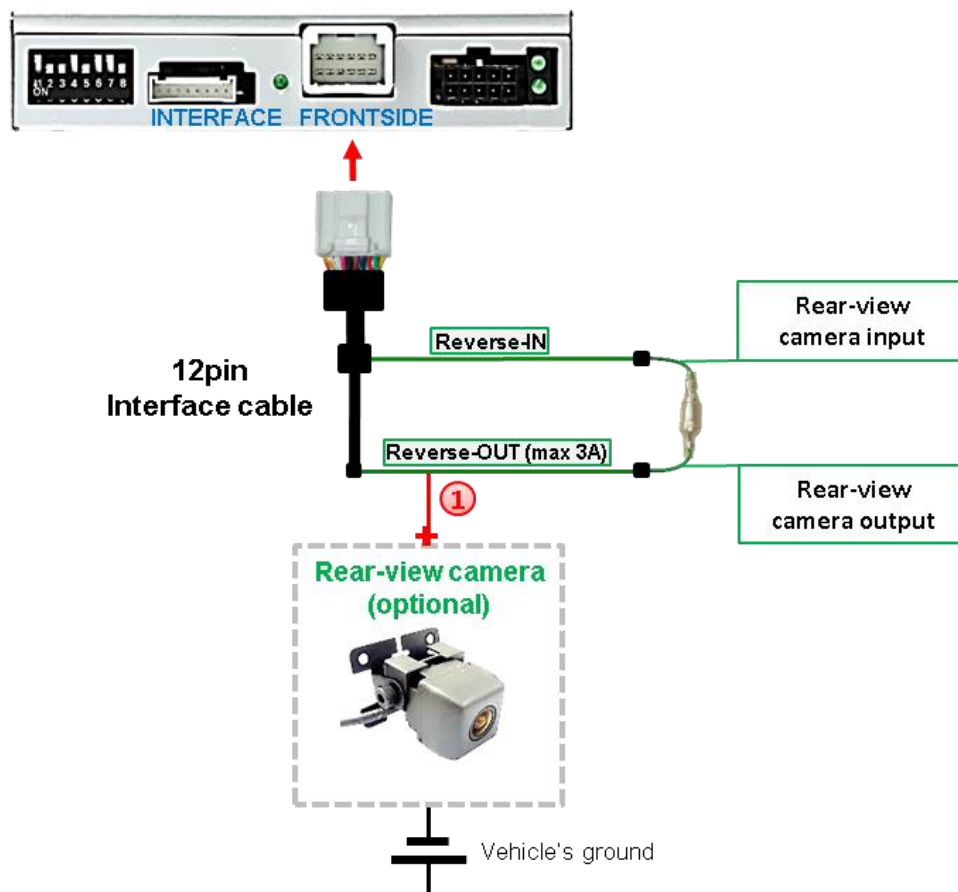 1 2 3 4 5 6 7 8
ON
INTERFACE FRONTSIDE
12pin
Interface cable
Reverse-IN
Reverse-OUT (max 3A)
Rear-view
camera input
Rear-view
camera output
1
Rear-view camera
(optional)
Vehicle's ground